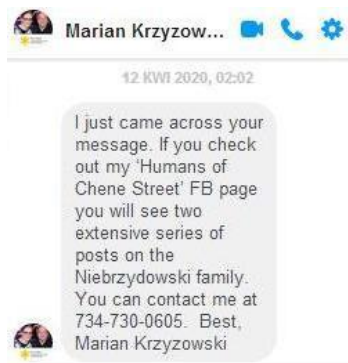 Marian Krzyzow...
12 KWI 2020, 02:02
I just came across your
message. If you check
out my 'Humans of
Chene Street' FB page
you will see two
extensive series of
posts on the
Niebrzydowski family.
You can contact me at
734-730-0605. Best,
Marian Krzyzowski